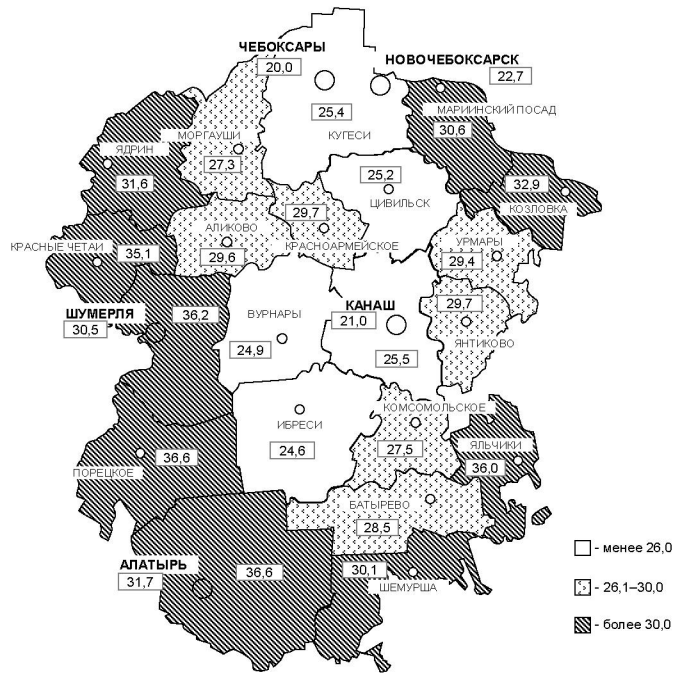 ЧЕБОКСАРЫ
20,0
НОВОЧЕБОКСАРСК
22,7
25,4
КУГЕСИ
МАРИИНСКИЙ ПОСАД
30,6
МОРГАУШИ
27,3
ЯДРИН
31,6
25,2
ЦИВИЛЬСК
32,9
КОЗЛОВКА
29,7
КРАСНОАРМЕЙСКОЕ
АЛИКОВО
29,6
УРМАРЫ
29,4
КРАСНЫЕ ЧЕТАИ
35,1
ШУМЕРЛЯ
30,5
36,2
ВУРНАРЫ
24,9
КАНАШ
21,0
25,5
29,7
ЯНТИКОВО
ИБРЕСИ
24,6
КОМСОМОЛЬСКОЕ
27,5
ЯЛЬЧИКИ
36,0
ПОРЕЦКОЕ
36,6
БАТЫРЕВО
28,5
АЛАТЫРЬ
31,7
36,6
30,1
ШЕМУРША
- менее 26,0
- 26,1–30,0
- более 30,0